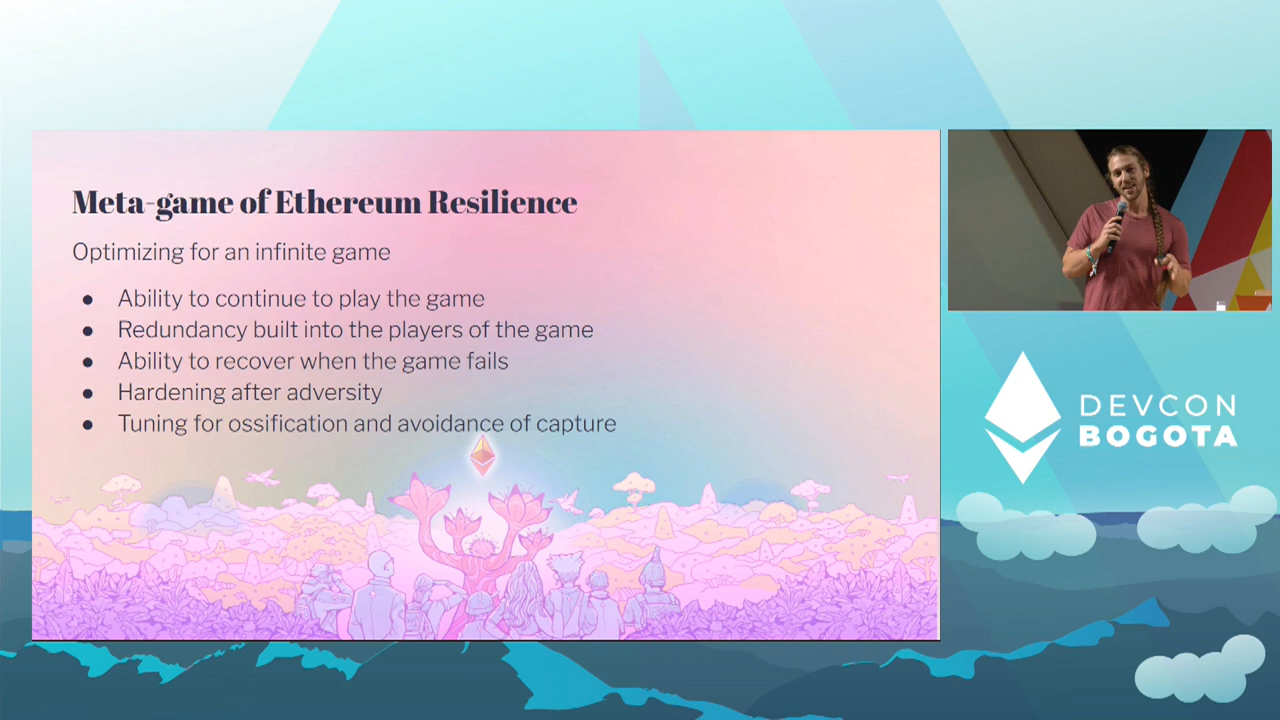 Meta-game of Ethereum Resilience
Optimizing for an infinite game
● Ability to continue to play the game
● Redundancy built into the players of the game
● Ability to recover when the game fails
● Hardening after adversity
● Tuning for ossification and avoidance of capture
DEVCON
BOGOTA